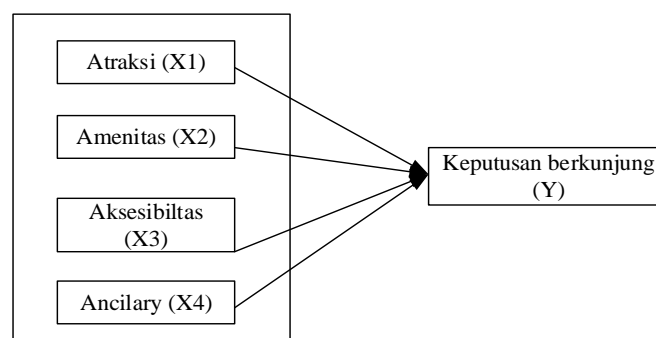 Atraksi (X1)
Amenitas (X2)
Aksesibiltas
(X3)
Ancilary (X4)
Keputusan berkunjung
(Y)